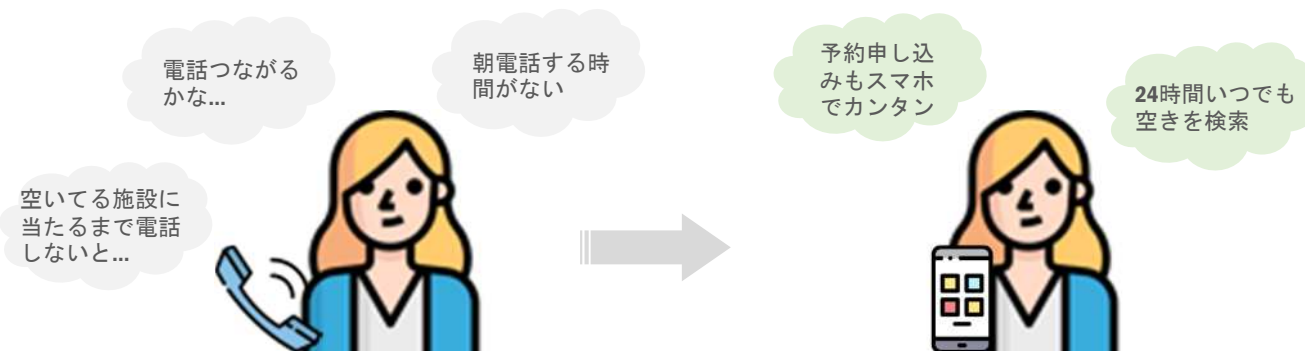 電話つながる
かな...
朝電話する時
間がない
空いてる施設に
当たるまで電話
しないと...
予約申し込
みもスマホ
でカンタン
24時間いつでも
空きを検索